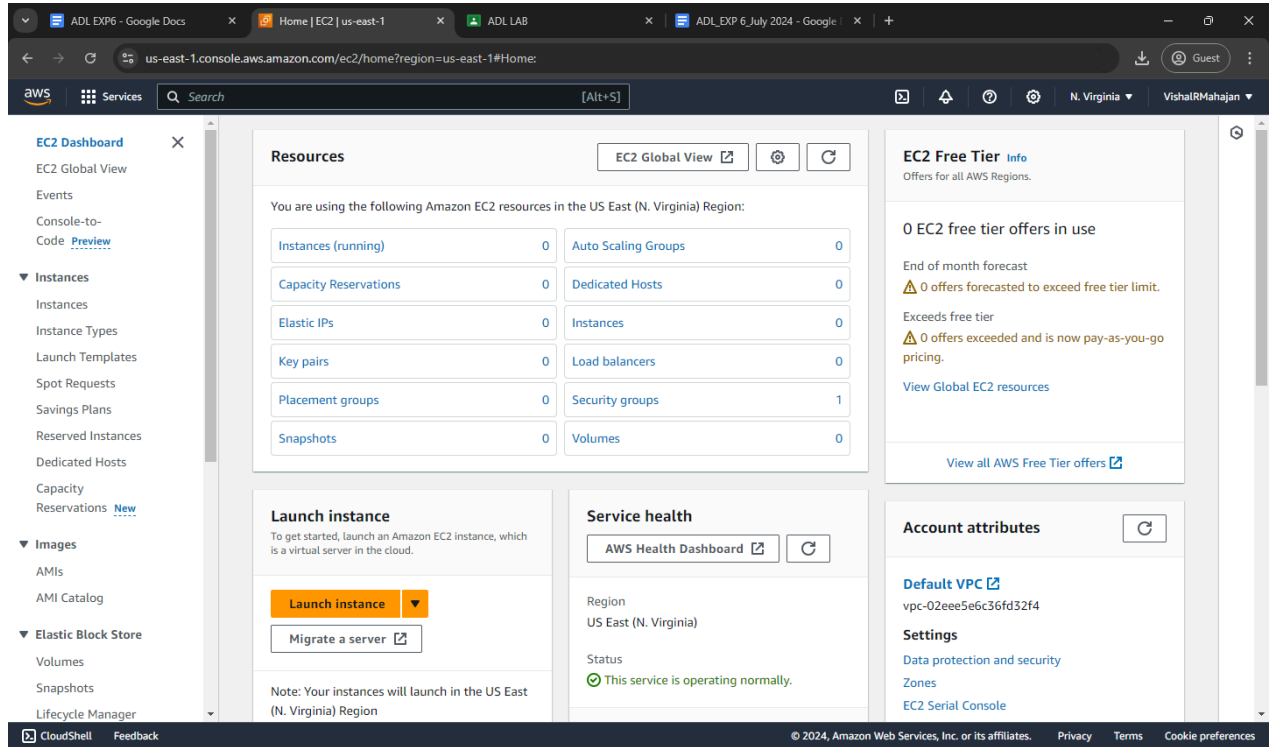 ADL EXP6 - Google Docs
Home | EC2 | us-east-1
ADL LAB
ADL_EXP 6_July 2024 - Google
us-east-1.console.aws.amazon.com/ec2/home?region=us-east-1#Home:
Guest
aws
Services
Search
[Alt+S]
N. Virginia
VishalRMahajan
EC2 Dashboard
EC2 Global View
Events
Console-to-
Code Preview
Instances
Instances
Instance Types
Launch Templates
Spot Requests
Savings Plans
Reserved Instances
Dedicated Hosts
Capacity
Reservations New
Images
AMIs
AMI Catalog
Elastic Block Store
Volumes
Snapshots
Lifecycle Manager
Resources
EC2 Global View
You are using the following Amazon EC2 resources in the US East (N. Virginia) Region:
Instances (running) 0
Auto Scaling Groups 0
Capacity Reservations 0
Dedicated Hosts 0
Elastic IPs 0
Instances 0
Key pairs 0
Load balancers 0
Placement groups 0
Security groups 1
Snapshots 0
Volumes 0
Launch instance
To get started, launch an Amazon EC2 instance, which
is a virtual server in the cloud.
Launch instance
Migrate a server
Note: Your instances will launch in the US East
(N. Virginia) Region
Service health
AWS Health Dashboard
Region
US East (N. Virginia)
Status
This service is operating normally.
EC2 Free Tier Info
Offers for all AWS Regions.
0 EC2 free tier offers in use
End of month forecast
0 offers forecasted to exceed free tier limit.
Exceeds free tier
0 offers exceeded and is now pay-as-you-go
pricing.
View Global EC2 resources
View all AWS Free Tier offers
Account attributes
Default VPC
vpc-02eee5e6c36fd32f4
Settings
Data protection and security
Zones
EC2 Serial Console
CloudShell
Feedback
© 2024, Amazon Web Services, Inc. or its affiliates.
Privacy
Terms
Cookie preferences